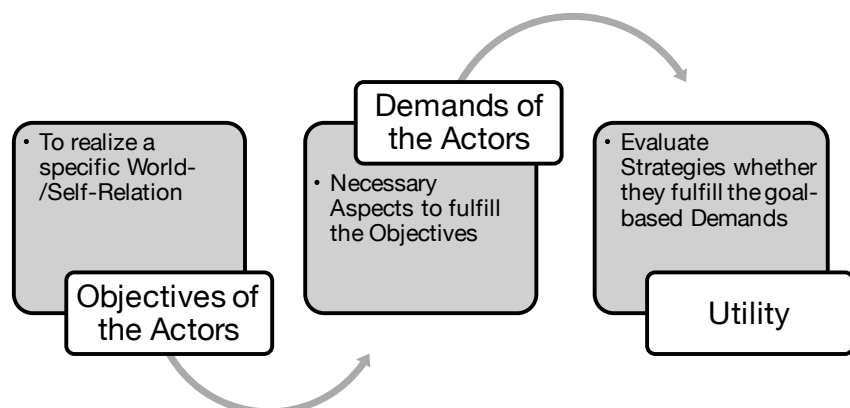 • To realize a
specific World-
/Self-Relation
Objectives of
the Actors
Demands of
the Actors
• Necessary
Aspects to fulfill
the Objectives
• Evaluate
Strategies whether
they fulfill the goal-
based Demands
Utility